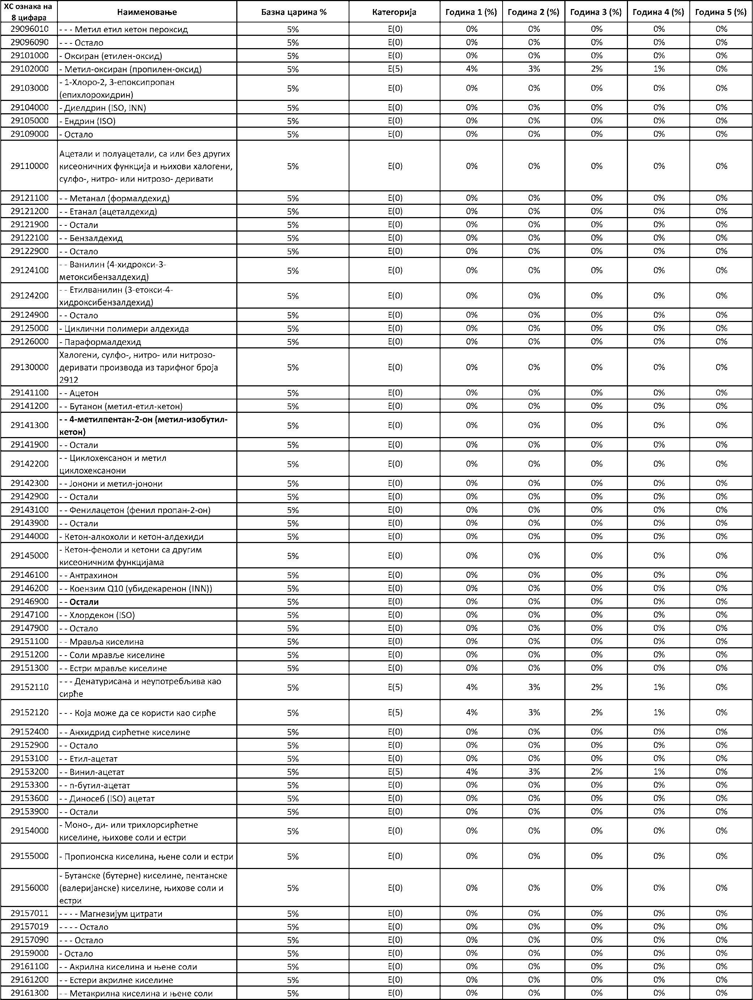 ХС ознака на 8 цифара Наименовање Базна царина % Категорија Година 1 (%) Година 2 (%) Година 3 (%) Година 4 (%) Година 5 (%)
29096010 - - - Метил етил кетон пероксид 5% E(0) 0% 0% 0% 0% 0%
29096090 - - - Остало 5% E(0) 0% 0% 0% 0% 0%
29101000 - Оксиран (етилен-оксид) 5% E(0) 0% 0% 0% 0% 0%
29102000 - Метил-оксиран (пропилен-оксид) 5% E(5) 4% 3% 2% 1% 0%
29103000 - 1-Хлоро-2, 3-епоксипропан (епихлорохидрин) 5% E(0) 0% 0% 0% 0% 0%
29104000 - Диелдрин (ISO, INN) 5% E(0) 0% 0% 0% 0% 0%
29105000 - Ендрин (ISO) 5% E(0) 0% 0% 0% 0% 0%
29109000 - Остало 5% E(0) 0% 0% 0% 0% 0%
29110000 Ацетали и полуацетали, са или без других кисеоничних функција и њихови халогени, сулфо-, нитро- или нитрозо- деривати 5% E(0) 0% 0% 0% 0% 0%
29121100 - - Метанал (формалдехид) 5% E(0) 0% 0% 0% 0% 0%
29121200 - - Етанал (ацеталдехид) 5% E(0) 0% 0% 0% 0% 0%
29121900 - - Остали 5% E(0) 0% 0% 0% 0% 0%
29122100 - - Бензалдехид 5% E(0) 0% 0% 0% 0% 0%
29122900 - - Остало 5% E(0) 0% 0% 0% 0% 0%
29124100 - - Ванилин (4-хидрокси-3-метоксибензалдехид) 5% E(0) 0% 0% 0% 0% 0%
29124200 - - Етилванилин (3-етокси-4-хидроксибензалдехид) 5% E(0) 0% 0% 0% 0% 0%
29124900 - - Остало 5% E(0) 0% 0% 0% 0% 0%
29125000 - Циклични полимери алдехида 5% E(0) 0% 0% 0% 0% 0%
29126000 - Параформалдехид 5% E(0) 0% 0% 0% 0% 0%
29130000 Халогени, сулфо-, нитро- или нитрозо-деривати производа из тарифног броја 2912 5% E(0) 0% 0% 0% 0% 0%
29141100 - - Ацетон 5% E(0) 0% 0% 0% 0% 0%
29141200 - - Бутанон (метил-етил-кетон) 5% E(0) 0% 0% 0% 0% 0%
29141300 - - 4-метилпентан-2-он (метил-изобутил-кетон) 5% E(0) 0% 0% 0% 0% 0%
29141900 - - Остали 5% E(0) 0% 0% 0% 0% 0%
29142200 - - Циклохексанон и метил циклохексанони 5% E(0) 0% 0% 0% 0% 0%
29142300 - - Јонони и метил-јонони 5% E(0) 0% 0% 0% 0% 0%
29142900 - - Остали 5% E(0) 0% 0% 0% 0% 0%
29143100 - - Фенилацетон (фенил пропан-2-он) 5% E(0) 0% 0% 0% 0% 0%
29143900 - - Остали 5% E(0) 0% 0% 0% 0% 0%
29144000 - Кетон-алкохоли и кетон-алдехиди 5% E(0) 0% 0% 0% 0% 0%
29145000 - Кетон-феноли и кетони са другим кисеоничним функцијама 5% E(0) 0% 0% 0% 0% 0%
29146100 - - Антрахинон 5% E(0) 0% 0% 0% 0% 0%
29146200 - - Коензим Q10 (убидекаренон (INN)) 5% E(0) 0% 0% 0% 0% 0%
29146900 - - Остали 5% E(0) 0% 0% 0% 0% 0%
29147100 - - Хлордекон (ISO) 5% E(0) 0% 0% 0% 0% 0%
29147900 - - Остало 5% E(0) 0% 0% 0% 0% 0%
29151100 - - Мравља киселина 5% E(0) 0% 0% 0% 0% 0%
29151200 - - Соли мравље киселине 5% E(0) 0% 0% 0% 0% 0%
29151300 - - Естри мравље киселине 5% E(0) 0% 0% 0% 0% 0%
29152110 - - - Денатурисана и неупотребљива као сирће 5% E(5) 4% 3% 2% 1% 0%
29152120 - - - Која може да се користи као сирће 5% E(5) 4% 3% 2% 1% 0%
29152400 - - Анхидрид сирћетне киселине 5% E(0) 0% 0% 0% 0% 0%
29152900 - - Остало 5% E(0) 0% 0% 0% 0% 0%
29153100 - - Етил-ацетат 5% E(0) 0% 0% 0% 0% 0%
29153200 - - Винил-ацетат 5% E(5) 4% 3% 2% 1% 0%
29153300 - - n-бутил-ацетат 5% E(0) 0% 0% 0% 0% 0%
29153600 - - Диносеб (ISO) ацетат 5% E(0) 0% 0% 0% 0% 0%
29153900 - - Остали 5% E(0) 0% 0% 0% 0% 0%
29154000 - Моно-, ди- или трихлорсирћетне киселине, њихове соли и естри 5% E(0) 0% 0% 0% 0% 0%
29155000 - Пропионска киселина, њене соли и естри 5% E(0) 0% 0% 0% 0% 0%
29156000 - Бутанске (бутерне) киселине, пентанске (валеријанске) киселине, њихове соли и естри 5% E(0) 0% 0% 0% 0% 0%
29157011 - - - - Магнезијум цитрати 5% E(0) 0% 0% 0% 0% 0%
29157019 - - - - Остало 5% E(0) 0% 0% 0% 0% 0%
29157090 - - - Остало 5% E(0) 0% 0% 0% 0% 0%
29159000 - Остало 5% E(0) 0% 0% 0% 0% 0%
29161100 - - Акрилна киселина и њене соли 5% E(0) 0% 0% 0% 0% 0%
29161200 - - Естери акрилне киселине 5% E(0) 0% 0% 0% 0% 0%
29161300 - - Метакрилна киселина и њене соли 5% E(0) 0% 0% 0% 0% 0%